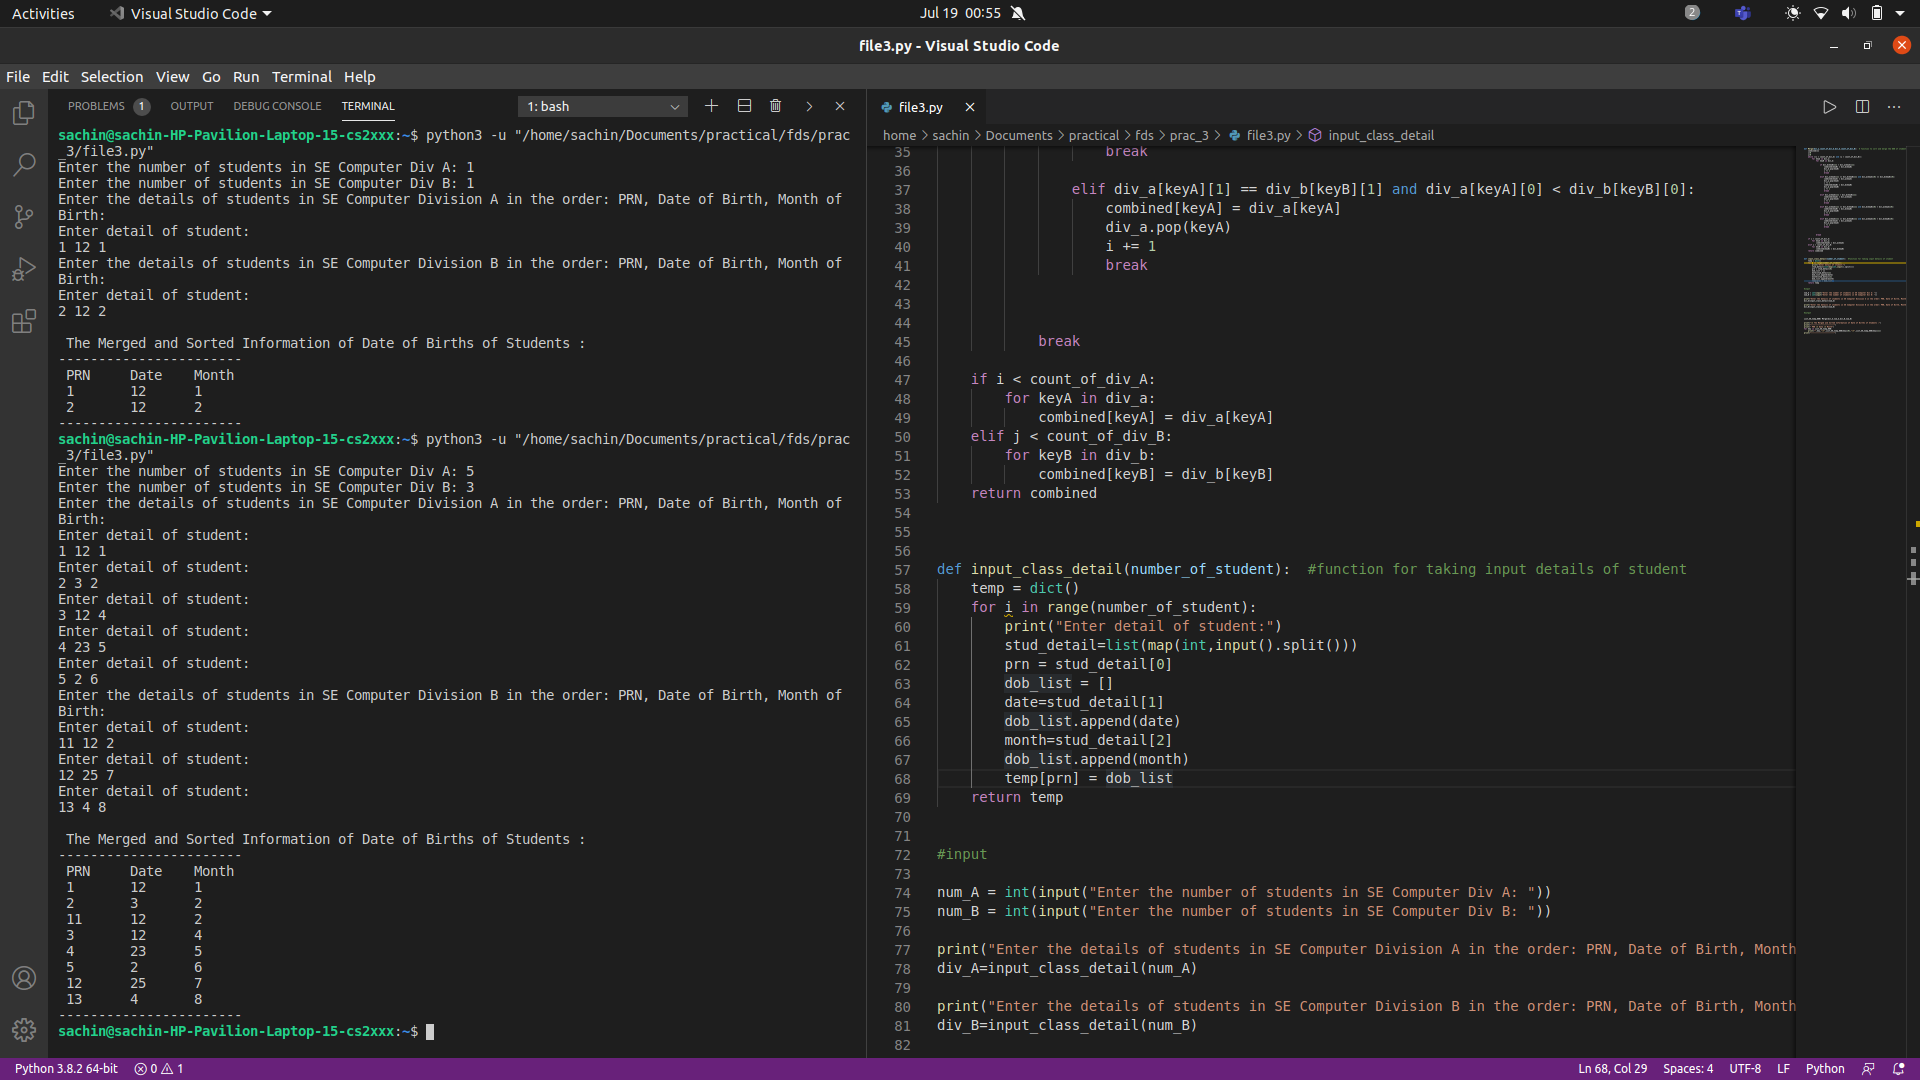 Activities Visual Studio Code Jul 19 00:55 2
file3.py - Visual Studio Code
File Edit Selection View Go Run Terminal Help
PROBLEMS 1 OUTPUT DEBUG CONSOLE TERMINAL 1: bash
sachin@sachin-HP-Pavilion-Laptop-15-cs2xxx:~$ python3 -u "/home/sachin/Documents/practical/fds/prac
_3/file3.py"
Enter the number of students in SE Computer Div A: 1
Enter the number of students in SE Computer Div B: 1
Enter the details of students in SE Computer Division A in the order: PRN, Date of Birth, Month of
Birth:
Enter detail of student:
1 12 1
Enter the details of students in SE Computer Division B in the order: PRN, Date of Birth, Month of
Birth:
Enter detail of student:
2 12 2
The Merged and Sorted Information of Date of Births of Students :
-----------------------
PRN Date Month
1 12 1
2 12 2
-----------------------
sachin@sachin-HP-Pavilion-Laptop-15-cs2xxx:~$ python3 -u "/home/sachin/Documents/practical/fds/prac
_3/file3.py"
Enter the number of students in SE Computer Div A: 5
Enter the number of students in SE Computer Div B: 3
Enter the details of students in SE Computer Division A in the order: PRN, Date of Birth, Month of
Birth:
Enter detail of student:
1 12 1
Enter detail of student:
2 3 2
Enter detail of student:
3 12 4
Enter detail of student:
4 23 5
Enter detail of student:
5 2 6
Enter the details of students in SE Computer Division B in the order: PRN, Date of Birth, Month of
Birth:
Enter detail of student:
11 12 2
Enter detail of student:
12 25 7
Enter detail of student:
13 4 8
The Merged and Sorted Information of Date of Births of Students :
-----------------------
PRN Date Month
1 12 1
2 3 2
11 12 2
3 12 4
4 23 5
5 2 6
12 25 7
13 4 8
-----------------------
sachin@sachin-HP-Pavilion-Laptop-15-cs2xxx:~$
file3.py
home > sachin > Documents > practical > fds > prac_3 > file3.py > input_class_detail
35 break
36
37 elif div_a[keyA][1] == div_b[keyB][1] and div_a[keyA][0] < div_b[keyB][0]:
38 combined[keyA] = div_a[keyA]
39 div_a.pop(keyA)
40 i += 1
41 break
42
43
44
45 break
46
47 if i < count_of_div_A:
48 for keyA in div_a:
49 combined[keyA] = div_a[keyA]
50 elif j < count_of_div_B:
51 for keyB in div_b:
52 combined[keyB] = div_b[keyB]
53 return combined
54
55
56
57 def input_class_detail(number_of_student): #function for taking input details of student
58 temp = dict()
59 for i in range(number_of_student):
60 print("Enter detail of student:")
61 stud_detail=list(map(int,input().split()))
62 prn = stud_detail[0]
63 dob_list = []
64 date=stud_detail[1]
65 dob_list.append(date)
66 month=stud_detail[2]
67 dob_list.append(month)
68 temp[prn] = dob_list
69 return temp
70
71
72 #input
73
74 num_A = int(input("Enter the number of students in SE Computer Div A: "))
75 num_B = int(input("Enter the number of students in SE Computer Div B: "))
76
77 print("Enter the details of students in SE Computer Division A in the order: PRN, Date of Birth, Month
78 div_A=input_class_detail(num_A)
79
80 print("Enter the details of students in SE Computer Division B in the order: PRN, Date of Birth, Month
81 div_B=input_class_detail(num_B)
82
Python 3.8.2 64-bit 0 1 Ln 68, Col 29 Spaces: 4 UTF-8 LF Python